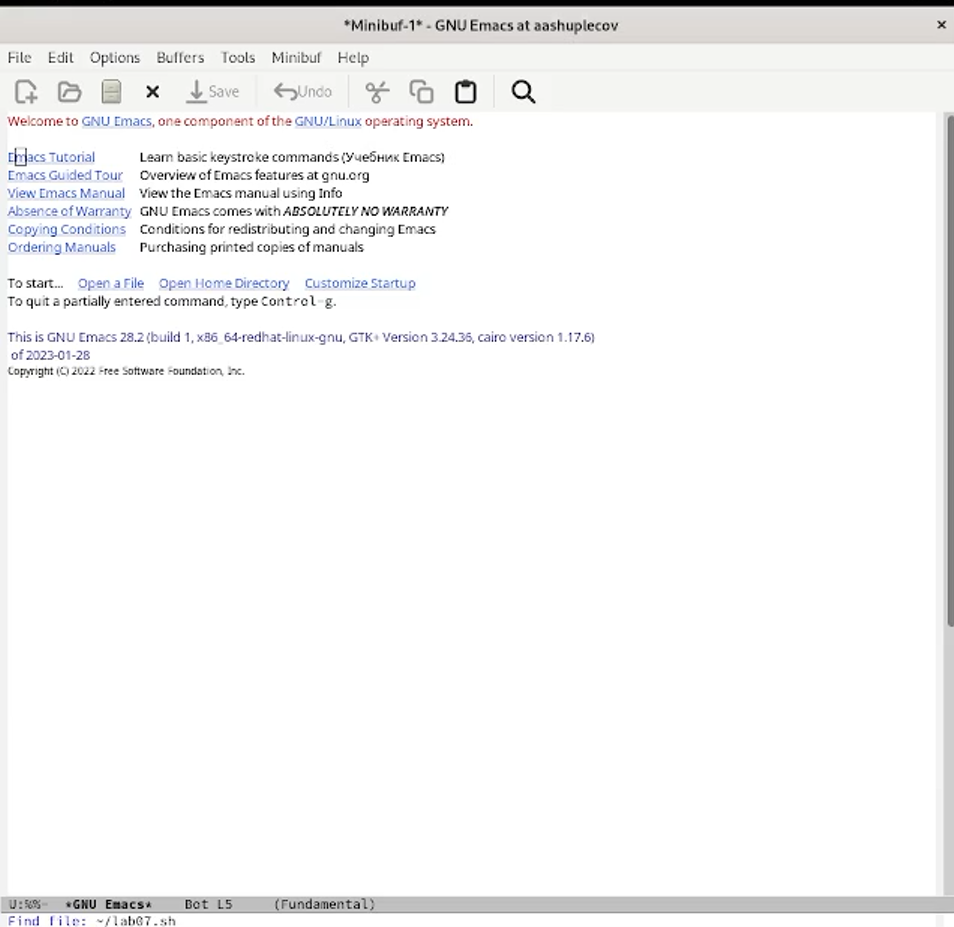 *Minibuf-1* - GNU Emacs at aashuplecov
File Edit Options Buffers Tools Minibuf Help
Save Undo
Welcome to GNU Emacs, one component of the GNU/Linux operating system.
Emacs Tutorial Learn basic keystroke commands (Учебник Emacs)
Emacs Guided Tour Overview of Emacs features at gnu.org
View Emacs Manual View the Emacs manual using Info
Absence of Warranty GNU Emacs comes with ABSOLUTELY NO WARRANTY
Copying Conditions Conditions for redistributing and changing Emacs
Ordering Manuals Purchasing printed copies of manuals
To start... Open a File Open Home Directory Customize Startup
To quit a partially entered command, type Control-g.
This is GNU Emacs 28.2 (build 1, x86_64-redhat-linux-gnu, GTK+ Version 3.24.36, cairo version 1.17.6)
of 2023-01-28
Copyright (C) 2022 Free Software Foundation, Inc.
U:%%- *GNU Emacs* Bot L5 (Fundamental)
Find file: ~/lab07.sh